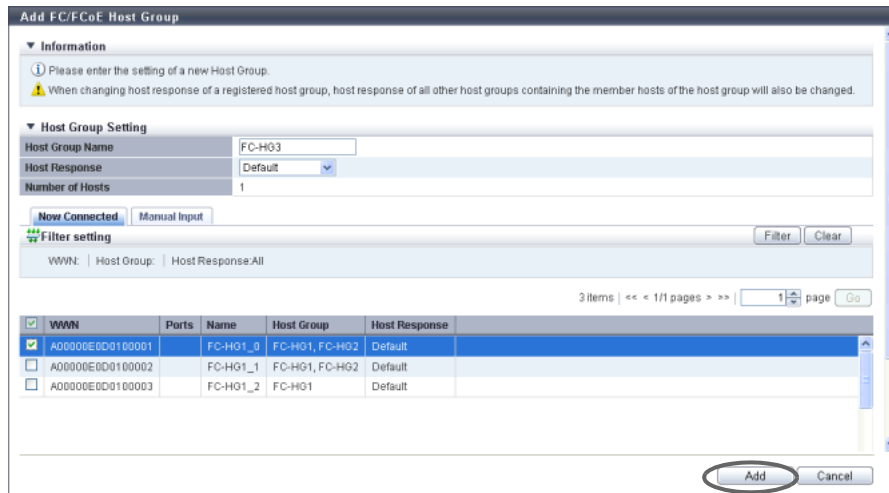 Add FC/FCoE Host Group
Information
Please enter the setting of a new Host Group.
When changing host response of a registered host group, host response of all other host groups containing the member hosts of the host group will also be changed.
Host Group Setting
Host Group Name FC-HG3
Host Response Default
Number of Hosts 1
Now Connected Manual Input
Filter setting Filter Clear
WWN: | Host Group: | Host Response:All
3 items | << < 1/1 pages > >> | 1 page Go
WWN Ports Name Host Group Host Response
A00000E0D0100001 FC-HG1_0 FC-HG1, FC-HG2 Default
A00000E0D0100002 FC-HG1_1 FC-HG1, FC-HG2 Default
A00000E0D0100003 FC-HG1_2 FC-HG1 Default
Add Cancel